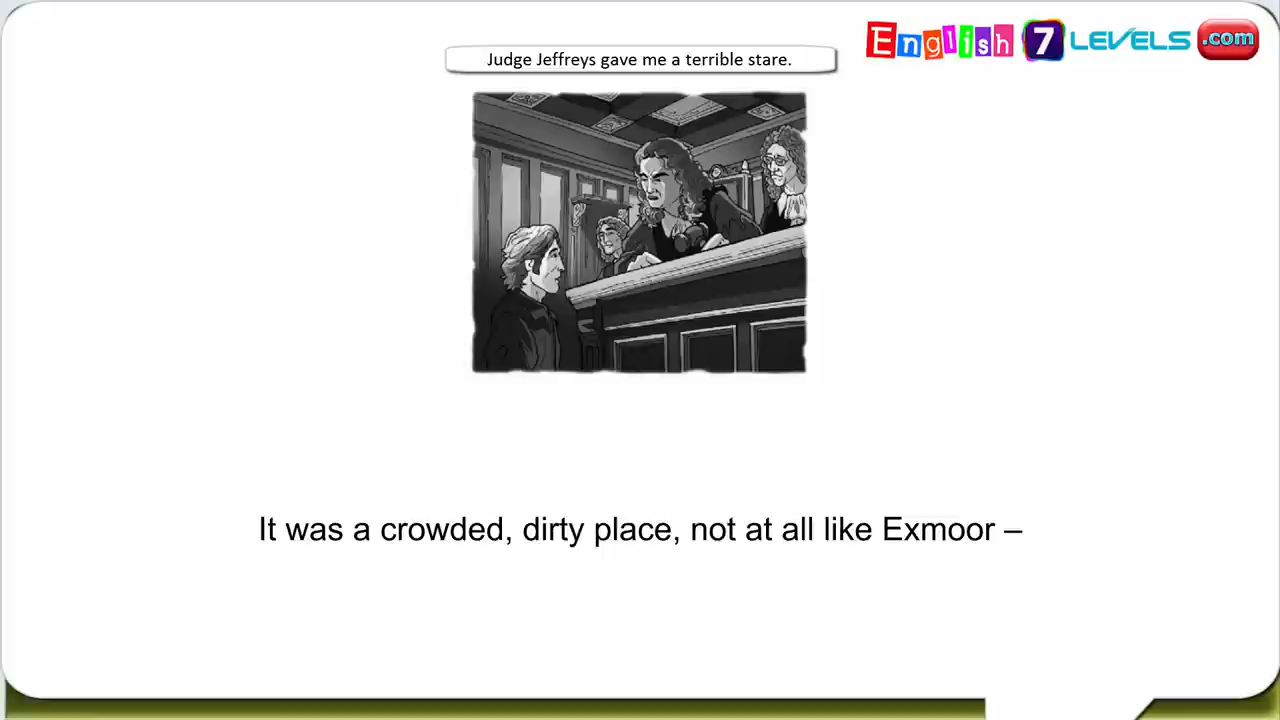 English 7 LEVELS .com
Judge Jeffreys gave me a terrible stare.
It was a crowded, dirty place, not at all like Exmoor –